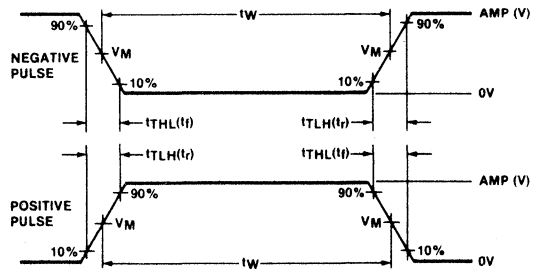 tW
90% 90% AMP (V)
NEGATIVE
PULSE
VM VM
10% 10%
0V
tTHL(tf) tTLH(tr)
tTLH(tr) tTHL(tf)
AMP (V)
90% 90%
POSITIVE
PULSE
VM VM
10% 10%
0V
tW